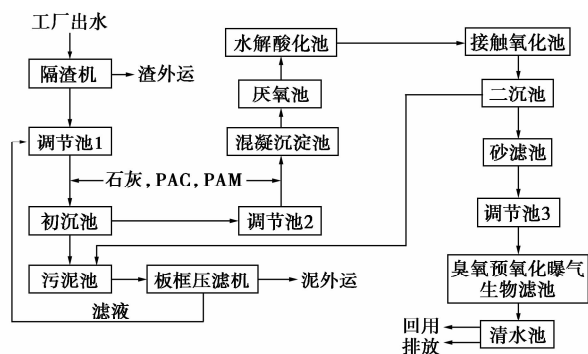 工厂出水
隔渣机
渣外运
调节池1
石灰,PAC,PAM
初沉池
调节池2
污泥池
板框压滤机
泥外运
滤液
混凝沉淀池
厌氧池
水解酸化池
接触氧化池
二沉池
砂滤池
调节池3
臭氧预氧化曝气
生物滤池
清水池
回用
排放